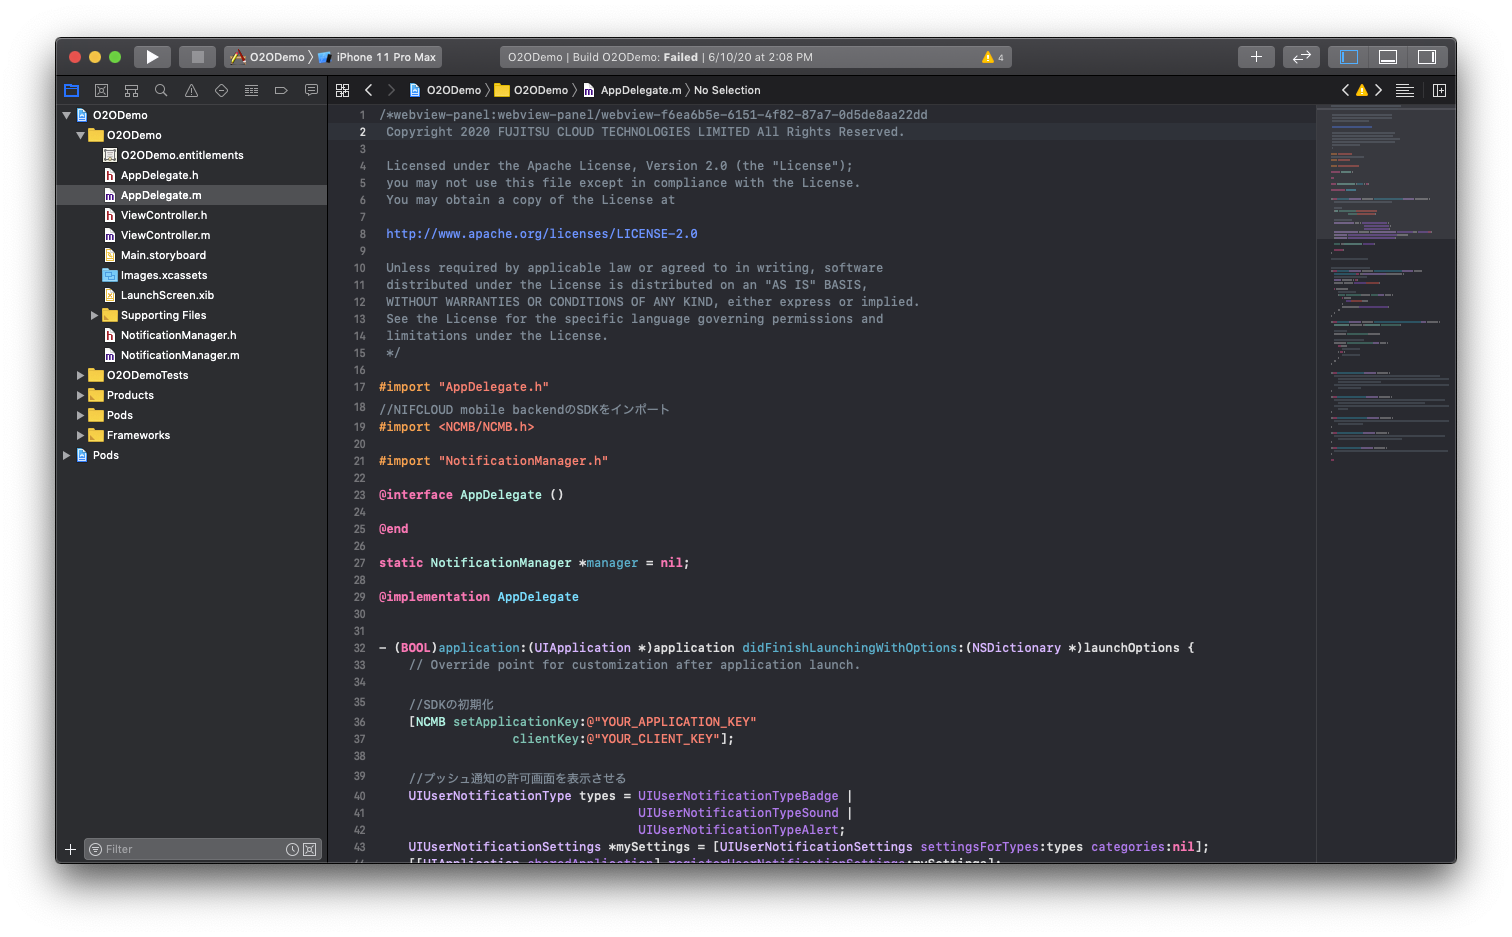 O2ODemo 〉 iPhone 11 Pro Max
O2ODemo | Build O2ODemo: Failed | 6/10/20 at 2:08 PM
4
O2ODemo 〉 O2ODemo 〉 AppDelegate.m 〉 No Selection
O2ODemo
O2ODemo
O2ODemo.entitlements
AppDelegate.h
AppDelegate.m
ViewController.h
ViewController.m
Main.storyboard
Images.xcassets
LaunchScreen.xib
Supporting Files
NotificationManager.h
NotificationManager.m
O2ODemoTests
Products
Pods
Frameworks
Pods
Filter
1 /*webview-panel:webview-panel/webview-f6ea6b5e-6151-4f82-87a7-0d5de8aa22dd
2 Copyright 2020 FUJITSU CLOUD TECHNOLOGIES LIMITED All Rights Reserved.
3
4 Licensed under the Apache License, Version 2.0 (the "License");
5 you may not use this file except in compliance with the License.
6 You may obtain a copy of the License at
7
8 http://www.apache.org/licenses/LICENSE-2.0
9
10 Unless required by applicable law or agreed to in writing, software
11 distributed under the License is distributed on an "AS IS" BASIS,
12 WITHOUT WARRANTIES OR CONDITIONS OF ANY KIND, either express or implied.
13 See the License for the specific language governing permissions and
14 limitations under the License.
15 */
16
17 #import "AppDelegate.h"
18 //NIFCLOUD mobile backendのSDKをインポート
19 #import <NCMB/NCMB.h>
20
21 #import "NotificationManager.h"
22
23 @interface AppDelegate ()
24
25 @end
26
27 static NotificationManager *manager = nil;
28
29 @implementation AppDelegate
30
31
32 - (BOOL)application:(UIApplication *)application didFinishLaunchingWithOptions:(NSDictionary *)launchOptions {
33 // Override point for customization after application launch.
34
35 //SDKの初期化
36 [NCMB setApplicationKey:@"YOUR_APPLICATION_KEY"
37 clientKey:@"YOUR_CLIENT_KEY"];
38
39 //プッシュ通知の許可画面を表示させる
40 UIUserNotificationType types = UIUserNotificationTypeBadge |
41 UIUserNotificationTypeSound |
42 UIUserNotificationTypeAlert;
43 UIUserNotificationSettings *mySettings = [UIUserNotificationSettings settingsForTypes:types categories:nil];
44 [[UIApplication sharedApplication] registerUserNotificationSettings:mySettings];